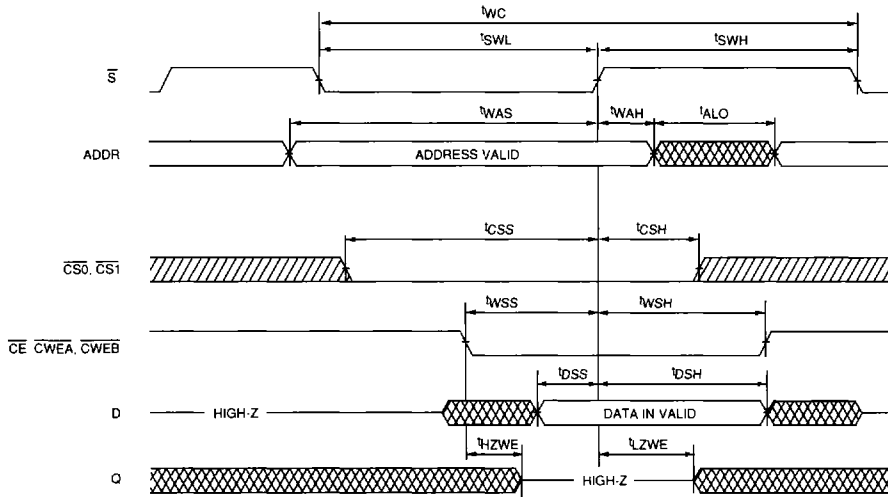 tWC
tSWL tSWH
S
tWAS tWAH tALO
ADDR ADDRESS VALID
tCSS tCSH
CS0, CS1
tWSS tWSH
CE CWEA, CWEB
tDSS tDSH
D HIGH-Z DATA IN VALID
tHZWE tLZWE
Q HIGH-Z